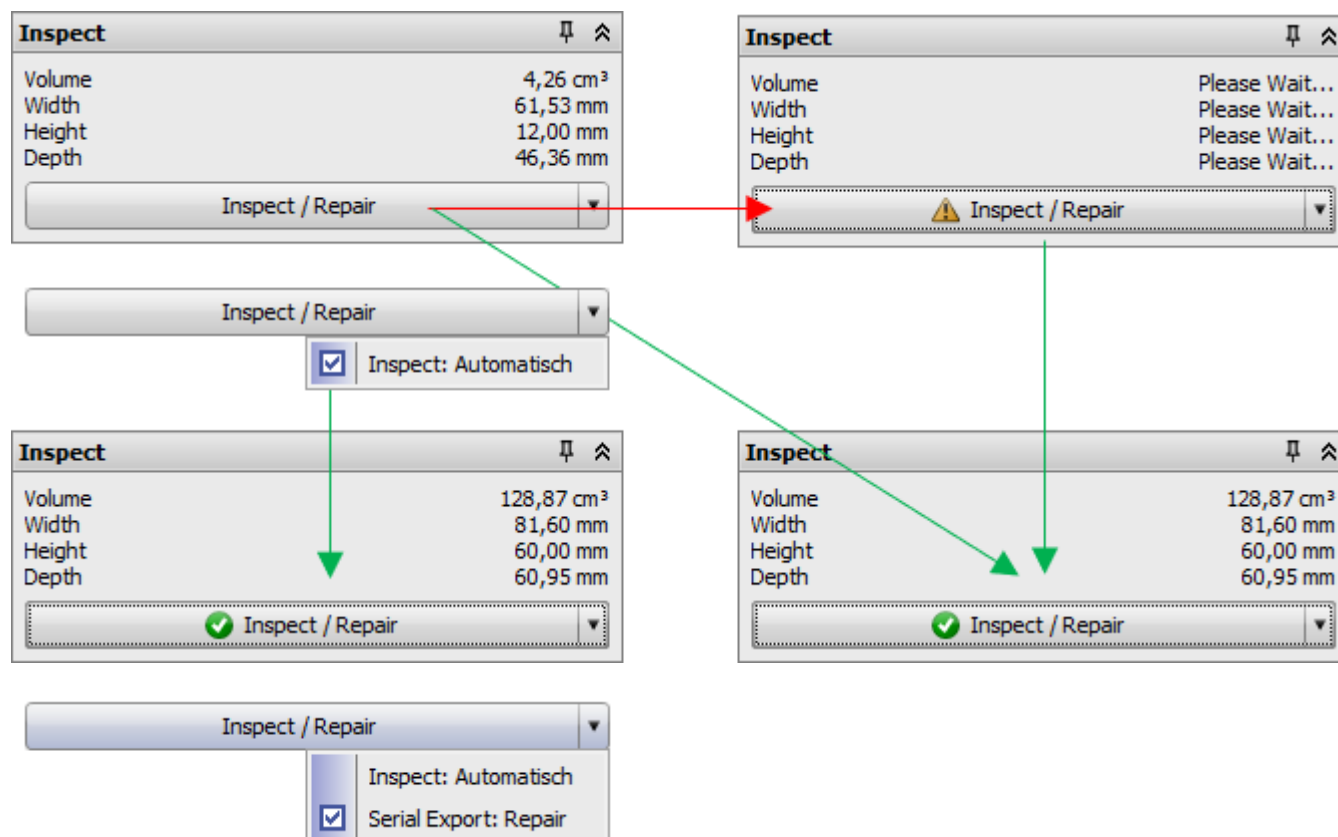 Inspect
Volume 4,26 cm³
Width 61,53 mm
Height 12,00 mm
Depth 46,36 mm
Inspect / Repair
Inspect
Volume Please Wait...
Width Please Wait...
Height Please Wait...
Depth Please Wait...
Inspect / Repair
Inspect / Repair
Inspect: Automatisch
Inspect
Volume 128,87 cm³
Width 81,60 mm
Height 60,00 mm
Depth 60,95 mm
Inspect / Repair
Inspect
Volume 128,87 cm³
Width 81,60 mm
Height 60,00 mm
Depth 60,95 mm
Inspect / Repair
Inspect / Repair
Inspect: Automatisch
Serial Export: Repair